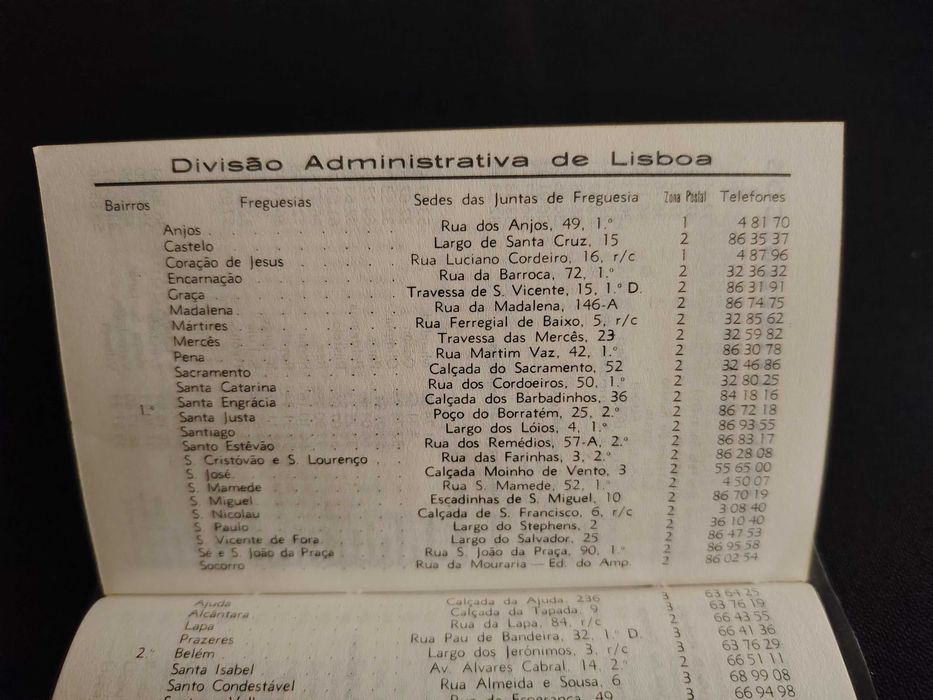 Divisão Administrativa de Lisboa
Bairros Freguesias Sedes das Juntas de Freguesia Zona Postal Telefones
Anjos Rua dos Anjos, 49, 1.º 1 4 81 70
Castelo Largo de Santa Cruz, 15 2 86 35 37
Coração de Jesus Rua Luciano Cordeiro, 16, r/c 1 4 87 96
Encarnação Rua da Barroca, 72, 1.º 2 32 36 32
Graça Travessa de S. Vicente, 15, 1.º D. 2 86 31 91
Madalena Rua da Madalena, 146-A 2 86 74 75
Mártires Rua Ferregial de Baixo, 5, r/c 2 32 85 62
Mercês Travessa das Mercês, 23 2 32 59 82
Pena Rua Martim Vaz, 42, 1.º 2 86 30 78
Sacramento Calçada do Sacramento, 52 2 32 46 86
Santa Catarina Rua dos Cordoeiros, 50, 1.º 2 32 80 25
Santa Engrácia Calçada dos Barbadinhos, 36 2 84 18 16
1.º Santa Justa Poço do Borratém, 25, 2.º 2 86 72 18
Santiago Largo dos Lóios, 4, 1.º 2 86 93 55
Santo Estêvão Rua dos Remédios, 57-A, 2.º 2 86 83 17
S. Cristóvão e S. Lourenço Rua das Farinhas, 3, 2.º 2 86 28 08
S. José Calçada Moinho de Vento, 3 2 55 65 00
S. Mamede Rua S. Mamede, 52, 1.º 2 4 50 07
S. Miguel Escadinhas de S. Miguel, 10 2 86 70 19
S. Nicolau Calçada de S. Francisco, 6, r/c 2 3 08 40
S. Paulo Largo do Stephens, 2 2 36 10 40
S. Vicente de Fora Largo do Salvador, 25 2 86 47 53
Sé e S. João da Praça Rua S. João da Praça, 90, 1.º 2 86 95 58
Socorro Rua da Mouraria — Ed. do Amp. 2 86 02 54
Ajuda Calçada da Ajuda, 236 3 63 64 25
Alcântara Calçada da Tapada, 9 3 63 76 19
Lapa Rua da Lapa, 84, r/c 2 66 43 55
Prazeres Rua Pau de Bandeira, 32, 1.º D. 3 66 41 36
2.º Belém Largo dos Jerónimos, 3, r/c 3 63 76 29
Santa Isabel Av. Alvares Cabral, 14, 2.º 2 66 51 11
Santo Condestável Rua Almeida e Sousa, 6 3 68 99 08
49 66 94 98